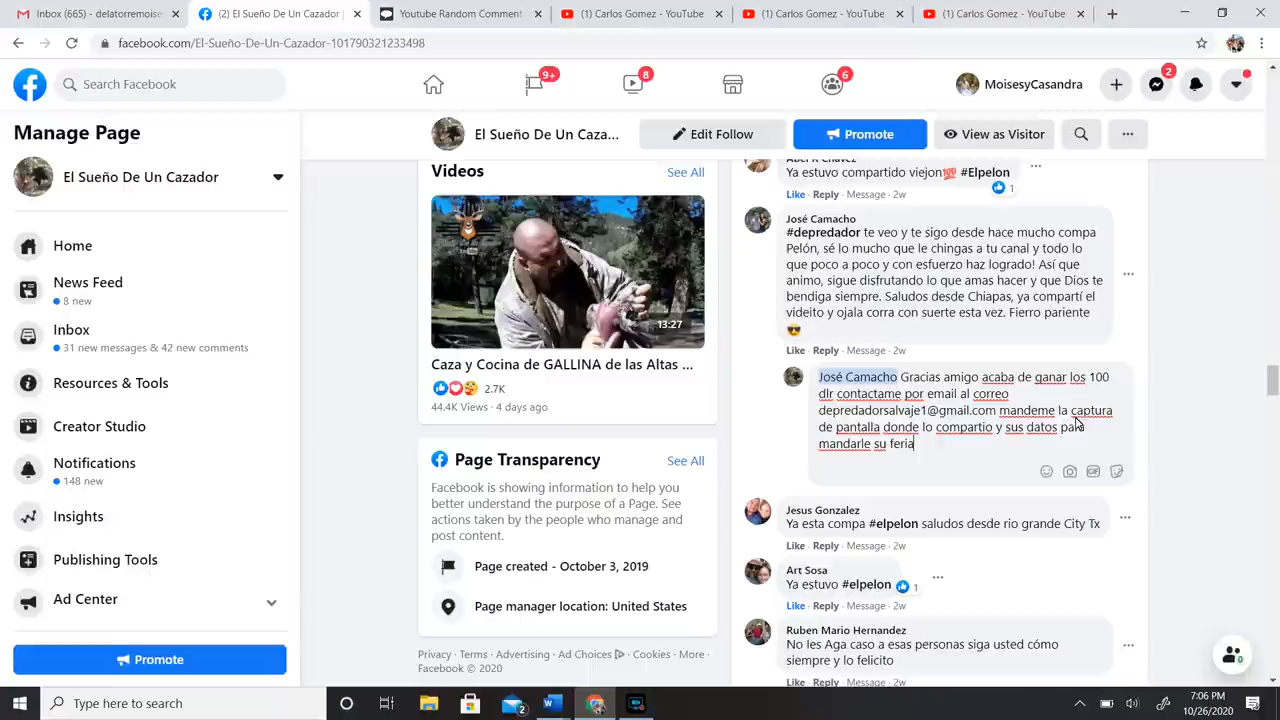 Inbox (65) - delatorremoises
(2) El Sueño De Un Cazador |
Youtube Random Comment
(1) Carlos Gomez - YouTube
(1) Carlos Gomez - YouTube
(1) Carlos Gomez - YouTube
facebook.com/El-Sueño-De-Un-Cazador-101790321233498
Search Facebook
9+
8
6
MoisesyCasandra
2
Manage Page
El Sueño De Un Caza...
Edit Follow
Promote
View as Visitor
El Sueño De Un Cazador
Home
News Feed
8 new
Inbox
31 new messages & 42 new comments
Resources & Tools
Creator Studio
Notifications
148 new
Insights
Publishing Tools
Ad Center
Promote
Videos
See All
13:27
Caza y Cocina de GALLINA de las Altas ...
2.7K
44.4K Views · 4 days ago
Page Transparency
See All
Facebook is showing information to help you
better understand the purpose of a Page. See
actions taken by the people who manage and
post content.
Page created - October 3, 2019
Page manager location: United States
Privacy · Terms · Advertising · Ad Choices · Cookies · More ·
Facebook © 2020
Abel R Chavez
Ya estuvo compartido viejon💯 #Elpelon
1
Like · Reply · Message · 2w
José Camacho
#depredador te veo y te sigo desde hace mucho compa
Pelón, sé lo mucho que le chingas a tu canal y todo lo
que poco a poco y con esfuerzo haz logrado! Así que
animo, sigue disfrutando lo que amas hacer y que Dios te
bendiga siempre. Saludos desde Chiapas, ya compartí el
videito y ojala corra con suerte esta vez. Fierro pariente
😎
Like · Reply · Message · 2w
José Camacho Gracias amigo acaba de ganar los 100
dlr contactame por email al correo
depredadorsalvaje1@gmail.com mandeme la captura
de pantalla donde lo compartio y sus datos para
mandarle su feria
GIF
Jesus Gonzalez
Ya esta compa #elpelon saludos desde rio grande City Tx
Like · Reply · Message · 2w
Art Sosa
Ya estuvo #elpelon
1
Like · Reply · Message · 2w
Ruben Mario Hernandez
No les Aga caso a esas personas siga usted cómo
siempre y lo felicito
Like · Reply · Message · 2w
0
Type here to search
2
7:06 PM
10/26/2020